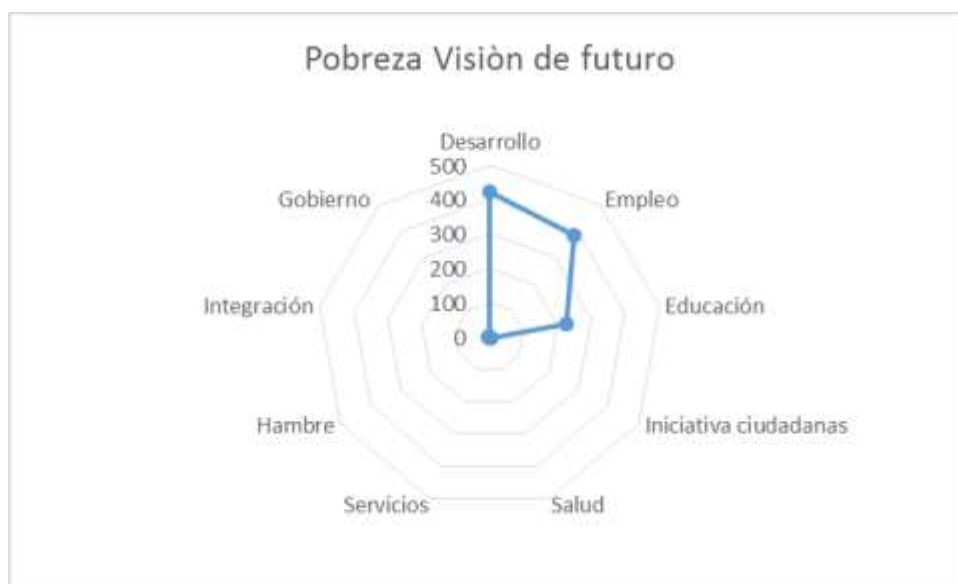 Pobreza Visiòn de futuro
Desarrollo
500
Gobierno
400
Empleo
300
Integración
200
Educación
100
0
Hambre
Iniciativa ciudadanas
Servicios
Salud